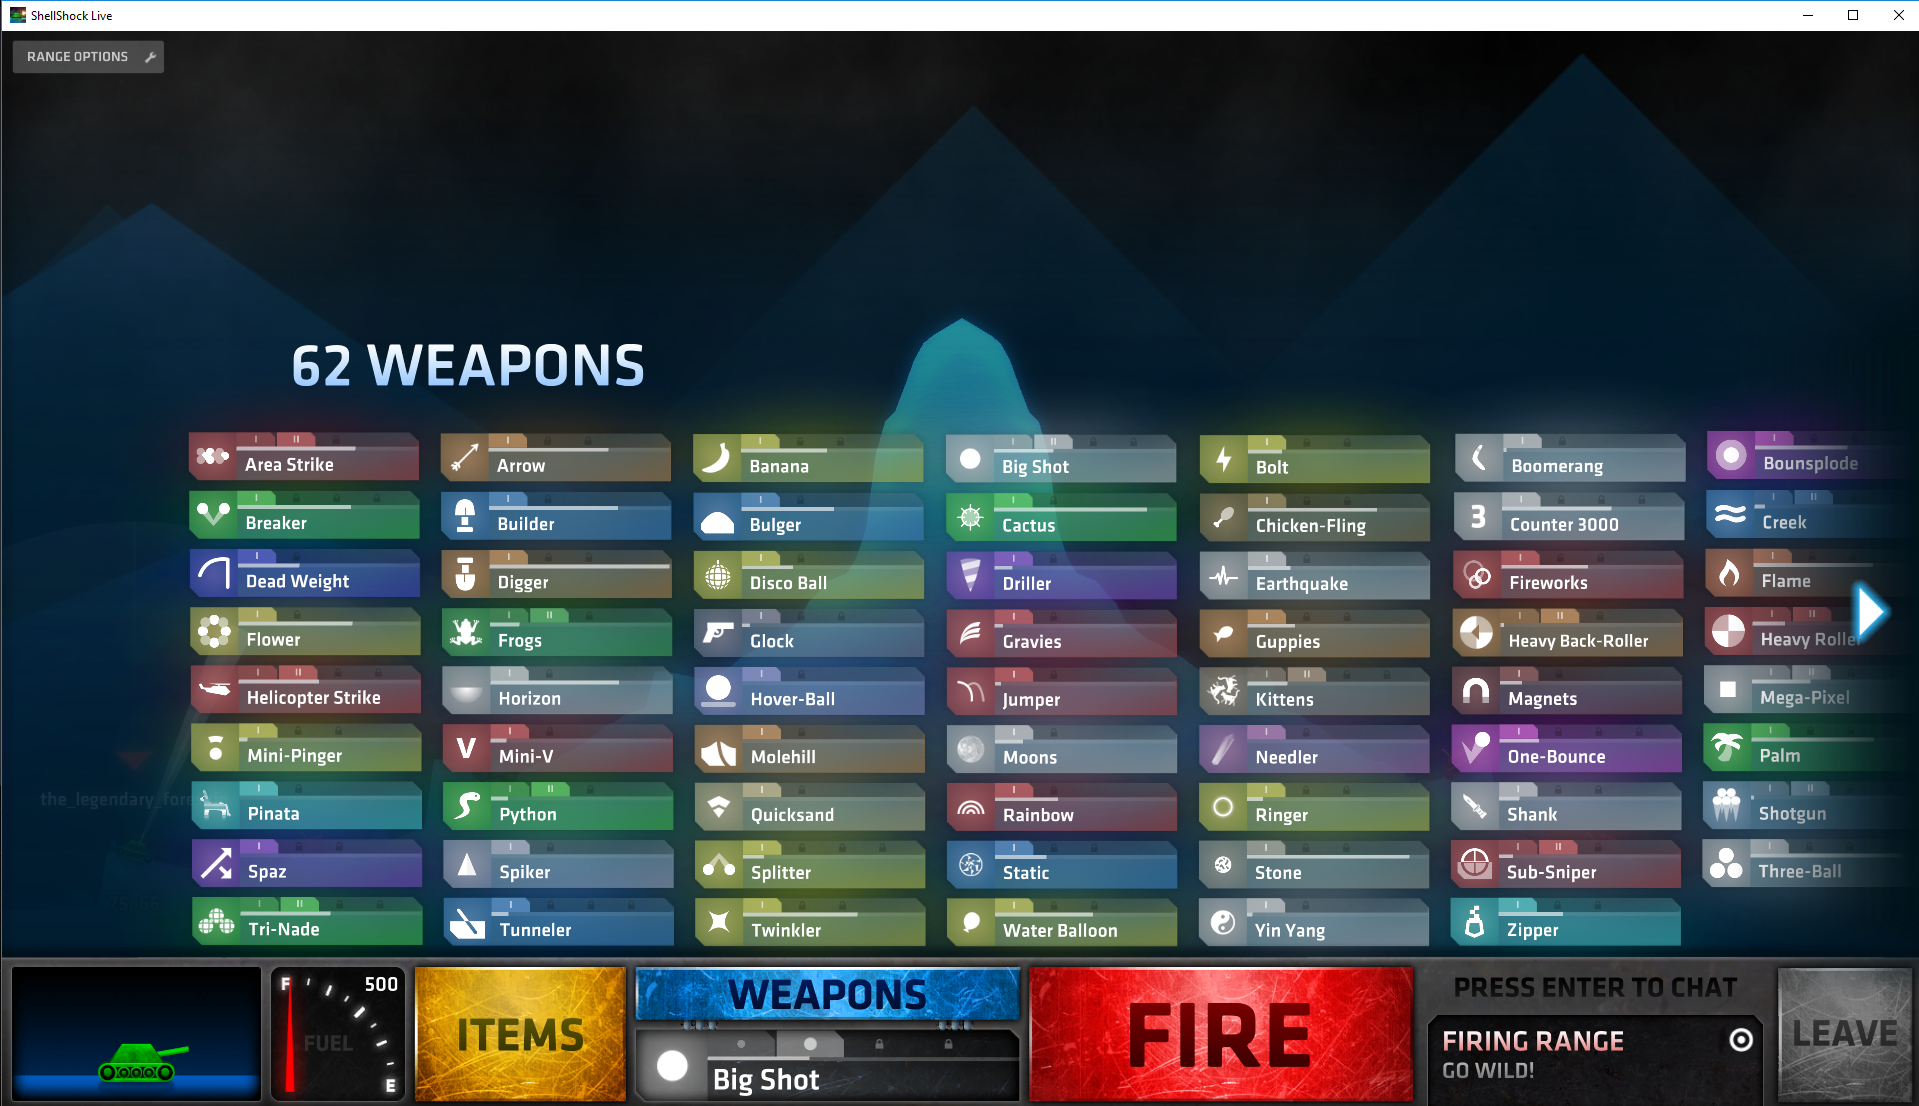 ShellShock Live
RANGE OPTIONS
62 WEAPONS
Area Strike
Arrow
Banana
Big Shot
Bolt
Boomerang
Bounsplode
Breaker
Builder
Bulger
Cactus
Chicken-Fling
3
Counter 3000
Creek
Dead Weight
Digger
Disco Ball
Driller
Earthquake
Fireworks
Flame
Flower
Frogs
Glock
Gravies
Guppies
Heavy Back-Roller
Heavy Roller
Helicopter Strike
Horizon
Hover-Ball
Jumper
Kittens
Magnets
Mega-Pixel
Mini-Pinger
V
Mini-V
Molehill
Moons
Needler
One-Bounce
Palm
the_legendary_fore
Pinata
Python
Quicksand
Rainbow
Ringer
Shank
Shotgun
Spaz
Spiker
Splitter
Static
Stone
Sub-Sniper
Three-Ball
Tri-Nade
Tunneler
Twinkler
Water Balloon
Yin Yang
Zipper
F
500
FUEL
E
ITEMS
WEAPONS
Big Shot
FIRE
PRESS ENTER TO CHAT
FIRING RANGE
GO WILD!
LEAVE